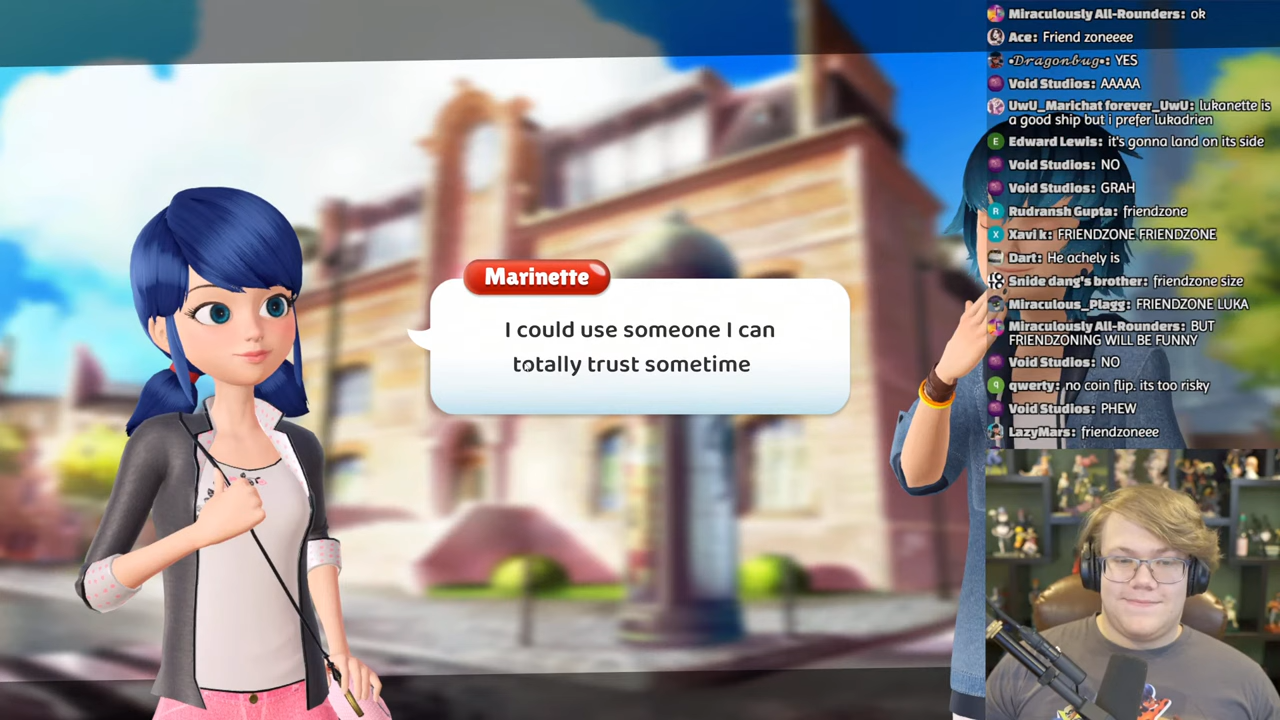 Marinette
I could use someone I can
totally trust sometime
Miraculously All-Rounders: ok
Ace: Friend zoneeee
•𝓓𝓻𝓪𝓰𝓸𝓷𝓫𝓾𝓰•: YES
Void Studios: AAAAA
UwU_Marichat forever_UwU: lukanette is
a good ship but i prefer lukadrien
E
Edward Lewis: it's gonna land on its side
Void Studios: NO
Void Studios: GRAH
R
Rudransh Gupta: friendzone
X
Xavi k: FRIENDZONE FRIENDZONE
Dart: He achely is
Snide dang's brother: friendzone size
Miraculous_Plagg: FRIENDZONE LUKA
Miraculously All-Rounders: BUT
FRIENDZONING WILL BE FUNNY
Void Studios: NO
q
qwerty: no coin flip. its too risky
Void Studios: PHEW
LazyMars: friendzoneee